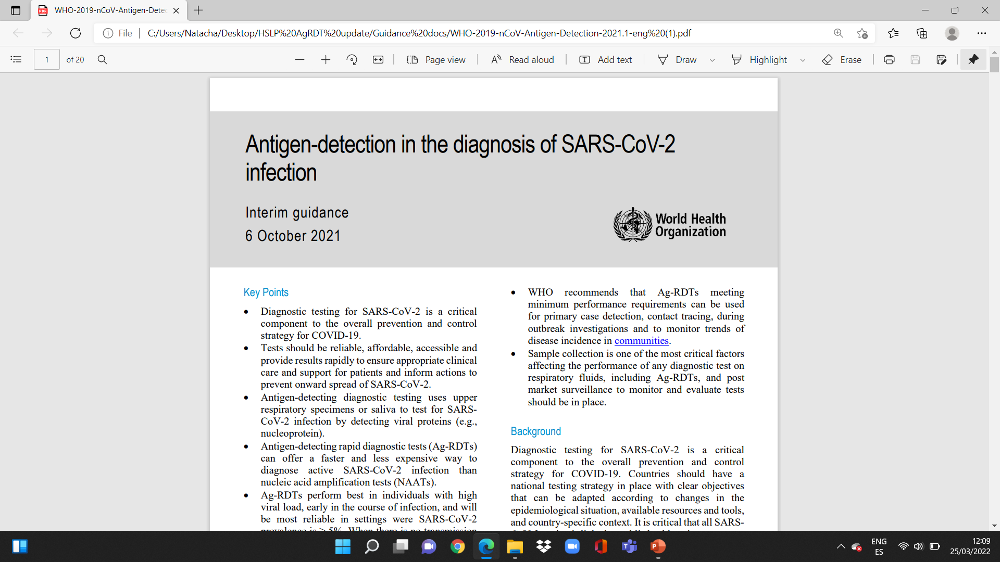 WHO-2019-nCoV-Antigen-Dete
File
C:/Users/Natacha/Desktop/HSLP%20AgRDT%20update/Guidance%20docs/WHO-2019-nCoV-Antigen-Detection-2021.1-eng%20(1).pdf
1
of 20
Page view
Read aloud
Add text
Draw
Highlight
Erase
Antigen-detection in the diagnosis of SARS-CoV-2
infection
Interim guidance
6 October 2021
World Health
Organization
Key Points
• Diagnostic testing for SARS-CoV-2 is a critical
component to the overall prevention and control
strategy for COVID-19.
• Tests should be reliable, affordable, accessible and
provide results rapidly to ensure appropriate clinical
care and support for patients and inform actions to
prevent onward spread of SARS-CoV-2.
• Antigen-detecting diagnostic testing uses upper
respiratory specimens or saliva to test for SARS-
CoV-2 infection by detecting viral proteins (e.g.,
nucleoprotein).
• Antigen-detecting rapid diagnostic tests (Ag-RDTs)
can offer a faster and less expensive way to
diagnose active SARS-CoV-2 infection than
nucleic acid amplification tests (NAATs).
• Ag-RDTs perform best in individuals with high
viral load, early in the course of infection, and will
be most reliable in settings were SARS-CoV-2
prevalence is > 5%. When there is no transmission
• WHO recommends that Ag-RDTs meeting
minimum performance requirements can be used
for primary case detection, contact tracing, during
outbreak investigations and to monitor trends of
disease incidence in communities.
• Sample collection is one of the most critical factors
affecting the performance of any diagnostic test on
respiratory fluids, including Ag-RDTs, and post
market surveillance to monitor and evaluate tests
should be in place.
Background
Diagnostic testing for SARS-CoV-2 is a critical
component to the overall prevention and control
strategy for COVID-19. Countries should have a
national testing strategy in place with clear objectives
that can be adapted according to changes in the
epidemiological situation, available resources and tools,
and country-specific context. It is critical that all SARS-
ENG
ES
12:09
25/03/2022